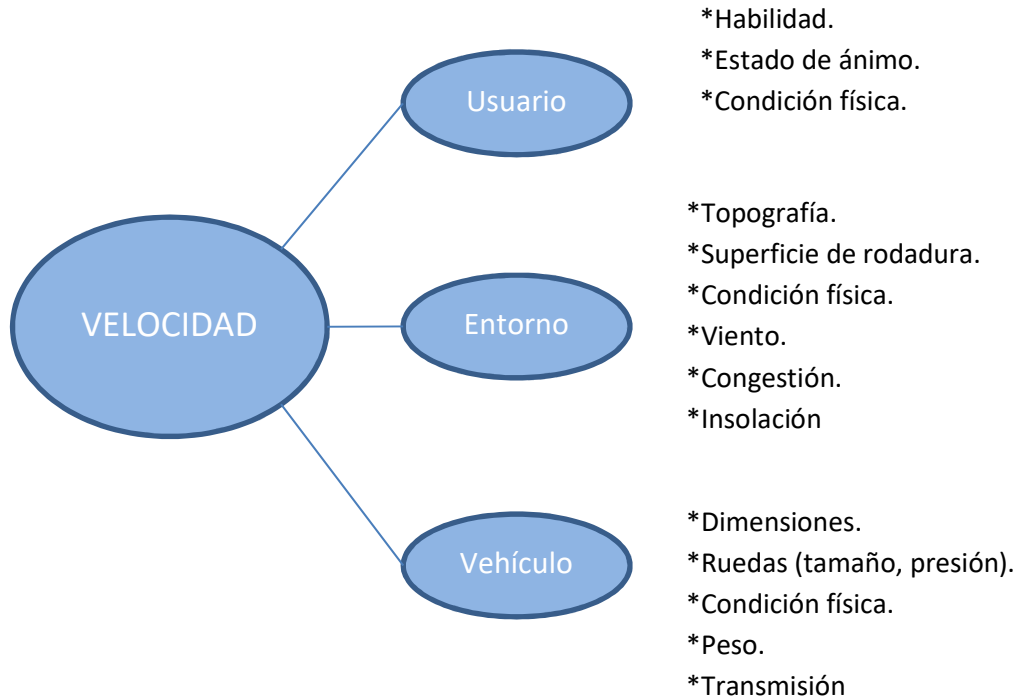 *Habilidad.
*Estado de ánimo.
*Condición física.
Usuario
*Topografía.
*Superficie de rodadura.
*Condición física.
*Viento.
*Congestión.
*Insolación
VELOCIDAD
Entorno
*Dimensiones.
*Ruedas (tamaño, presión).
*Condición física.
*Peso.
*Transmisión
Vehículo